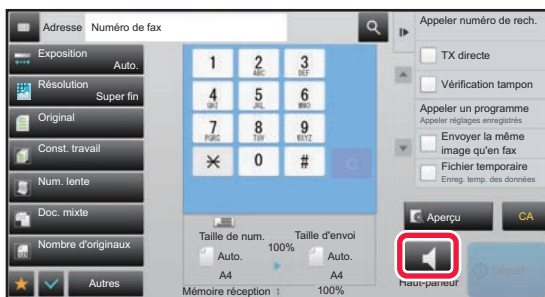 Adresse Numéro de fax
Exposition
Auto.
Résolution
Super fin
Original
Const. travail
Num. lente
Doc. mixte
Nombre d'originaux
Autres
1
2
ABC
3
DEF
4
GHI
5
JKL
6
MNO
7
PQRS
8
TUV
9
WXYZ
0
#
C
Taille de num.
Taille d'envoi
100%
Auto.
Auto.
A4
A4
Mémoire réception : 100%
Appeler numéro de rech.
TX directe
Vérification tampon
Appeler un programme
Appeler réglages enregistrés
Envoyer la même
image qu'en fax
Fichier temporaire
Enreg. temp. des données
Aperçu
CA
Haut-parleur
Départ